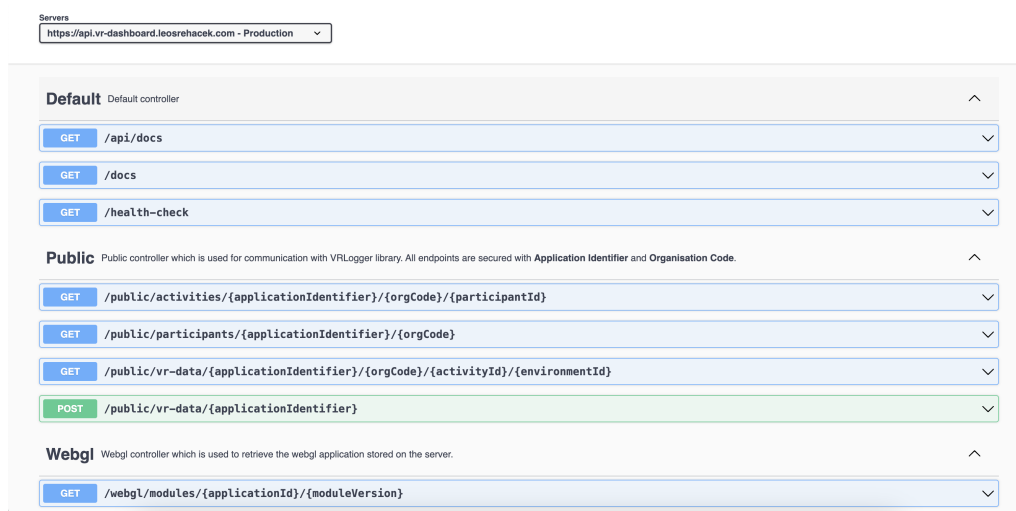 Servers
https://api.vr-dashboard.leosrehacek.com - Production
Default Default controller
GET /api/docs
GET /docs
GET /health-check
Public Public controller which is used for communication with VRLogger library. All endpoints are secured with Application Identifier and Organisation Code.
GET /public/activities/{applicationIdentifier}/{orgCode}/{participantId}
GET /public/participants/{applicationIdentifier}/{orgCode}
GET /public/vr-data/{applicationIdentifier}/{orgCode}/{activityId}/{environmentId}
POST /public/vr-data/{applicationIdentifier}
Webgl Webgl controller which is used to retrieve the webgl application stored on the server.
GET /webgl/modules/{applicationId}/{moduleVersion}